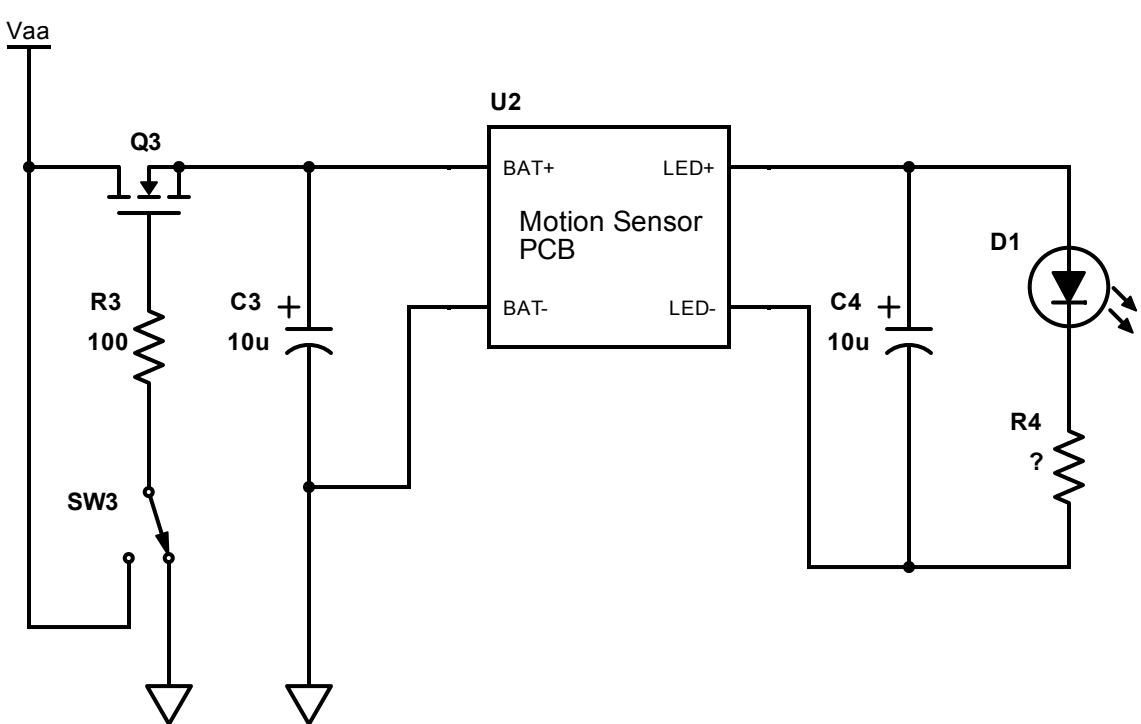 Vaa
Q3
U2
BAT+
LED+
Motion Sensor
PCB
BAT-
LED-
D1
R3
100
C3
10u
C4
10u
R4
?
SW3